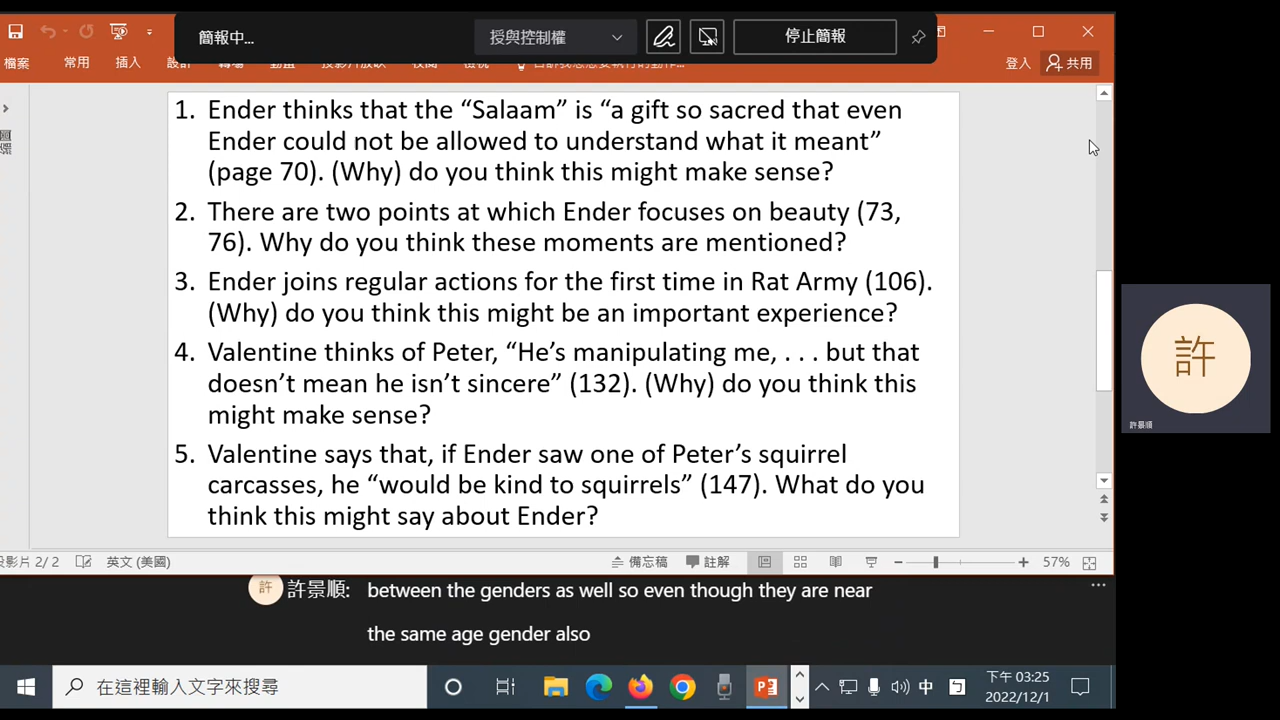 簡報中...
授與控制權
停止簡報
檔案
常用
插入
登入
共用
1. Ender thinks that the “Salaam” is “a gift so sacred that even
Ender could not be allowed to understand what it meant”
(page 70). (Why) do you think this might make sense?
2. There are two points at which Ender focuses on beauty (73,
76). Why do you think these moments are mentioned?
3. Ender joins regular actions for the first time in Rat Army (106).
(Why) do you think this might be an important experience?
4. Valentine thinks of Peter, “He’s manipulating me, . . . but that
doesn’t mean he isn’t sincere” (132). (Why) do you think this
might make sense?
5. Valentine says that, if Ender saw one of Peter’s squirrel
carcasses, he “would be kind to squirrels” (147). What do you
think this might say about Ender?
許
許景順
2/ 2
英文 (美國)
備忘稿
註解
57%
許
許景順:
between the genders as well so even though they are near
the same age gender also
在這裡輸入文字來搜尋
中
下午 03:25
2022/12/1